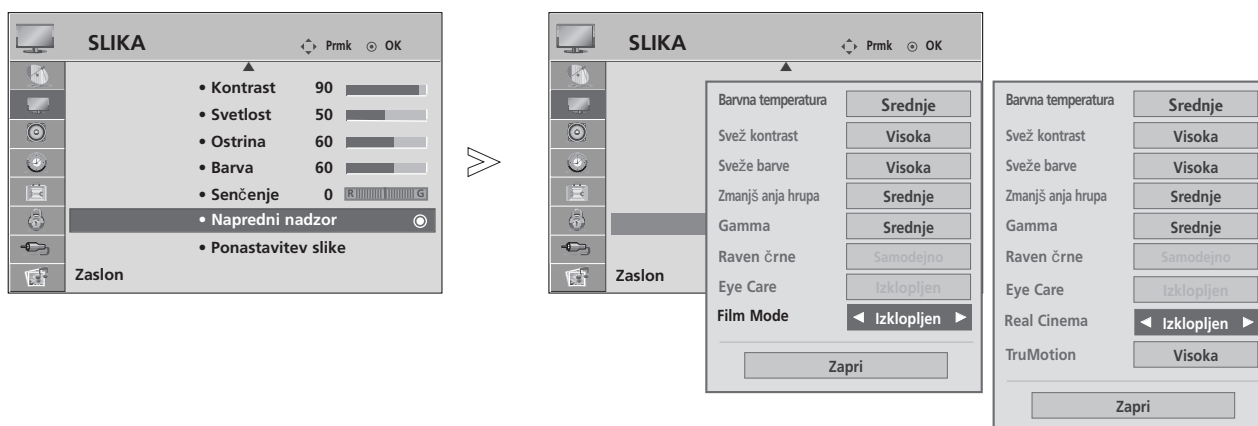 SLIKA Prmk OK
• Kontrast 90
• Svetlost 50
• Ostrina 60
• Barva 60
• Senčenje 0 R G
• Napredni nadzor
• Ponastavitev slike
Zaslon
SLIKA Prmk OK
Zaslon
Barvna temperatura Srednje
Svež kontrast Visoka
Sveže barve Visoka
Zmanjš anja hrupa Srednje
Gamma Srednje
Raven črne Samodejno
Eye Care Izklopljen
Film Mode ◀ Izklopljen ▶
Zapri
Barvna temperatura Srednje
Svež kontrast Visoka
Sveže barve Visoka
Zmanjš anja hrupa Srednje
Gamma Srednje
Raven črne Samodejno
Eye Care Izklopljen
Real Cinema ◀ Izklopljen ▶
TruMotion Visoka
Zapri